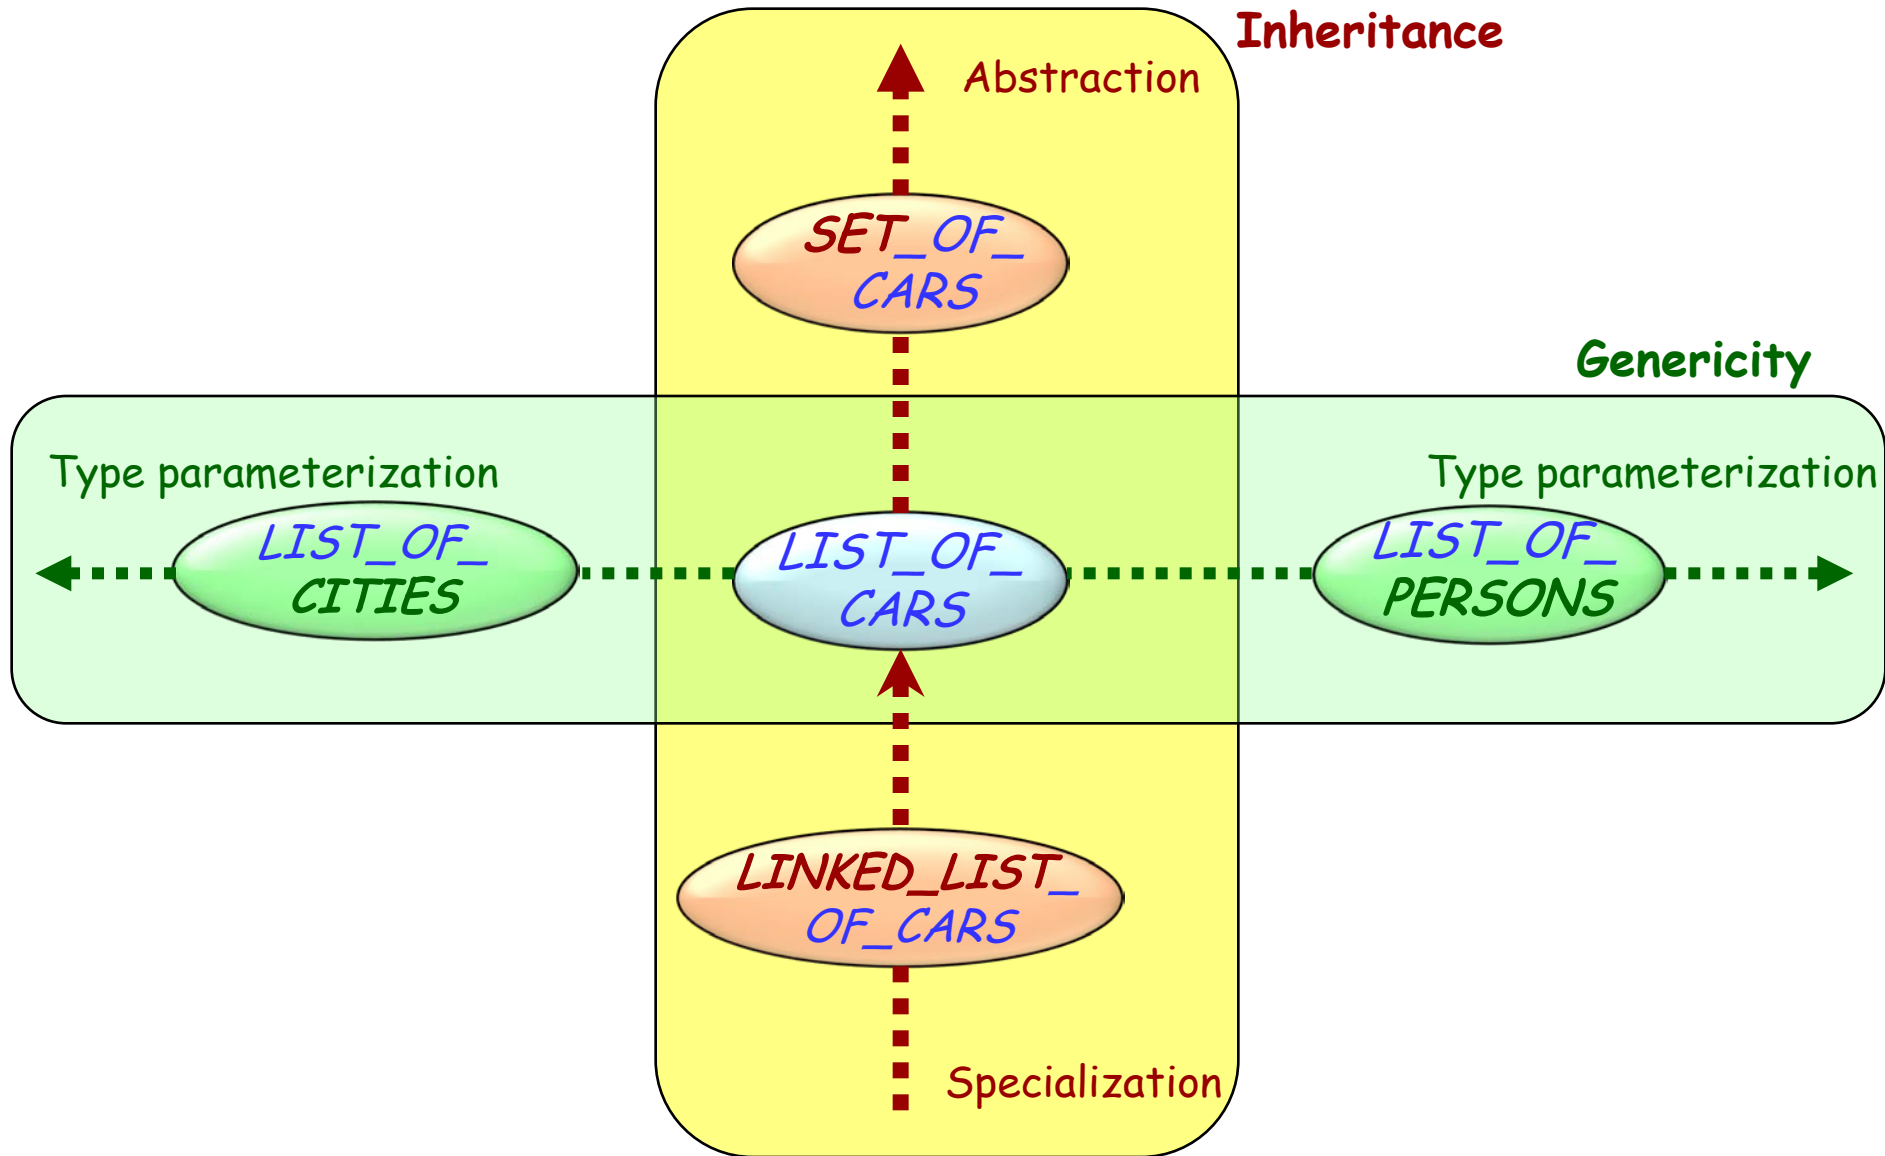 Inheritance
Abstraction
SET_OF_
CARS
Genericity
Type parameterization
Type parameterization
LIST_OF_
CITIES
LIST_OF_
CARS
LIST_OF_
PERSONS
LINKED_LIST_
OF_CARS
Specialization